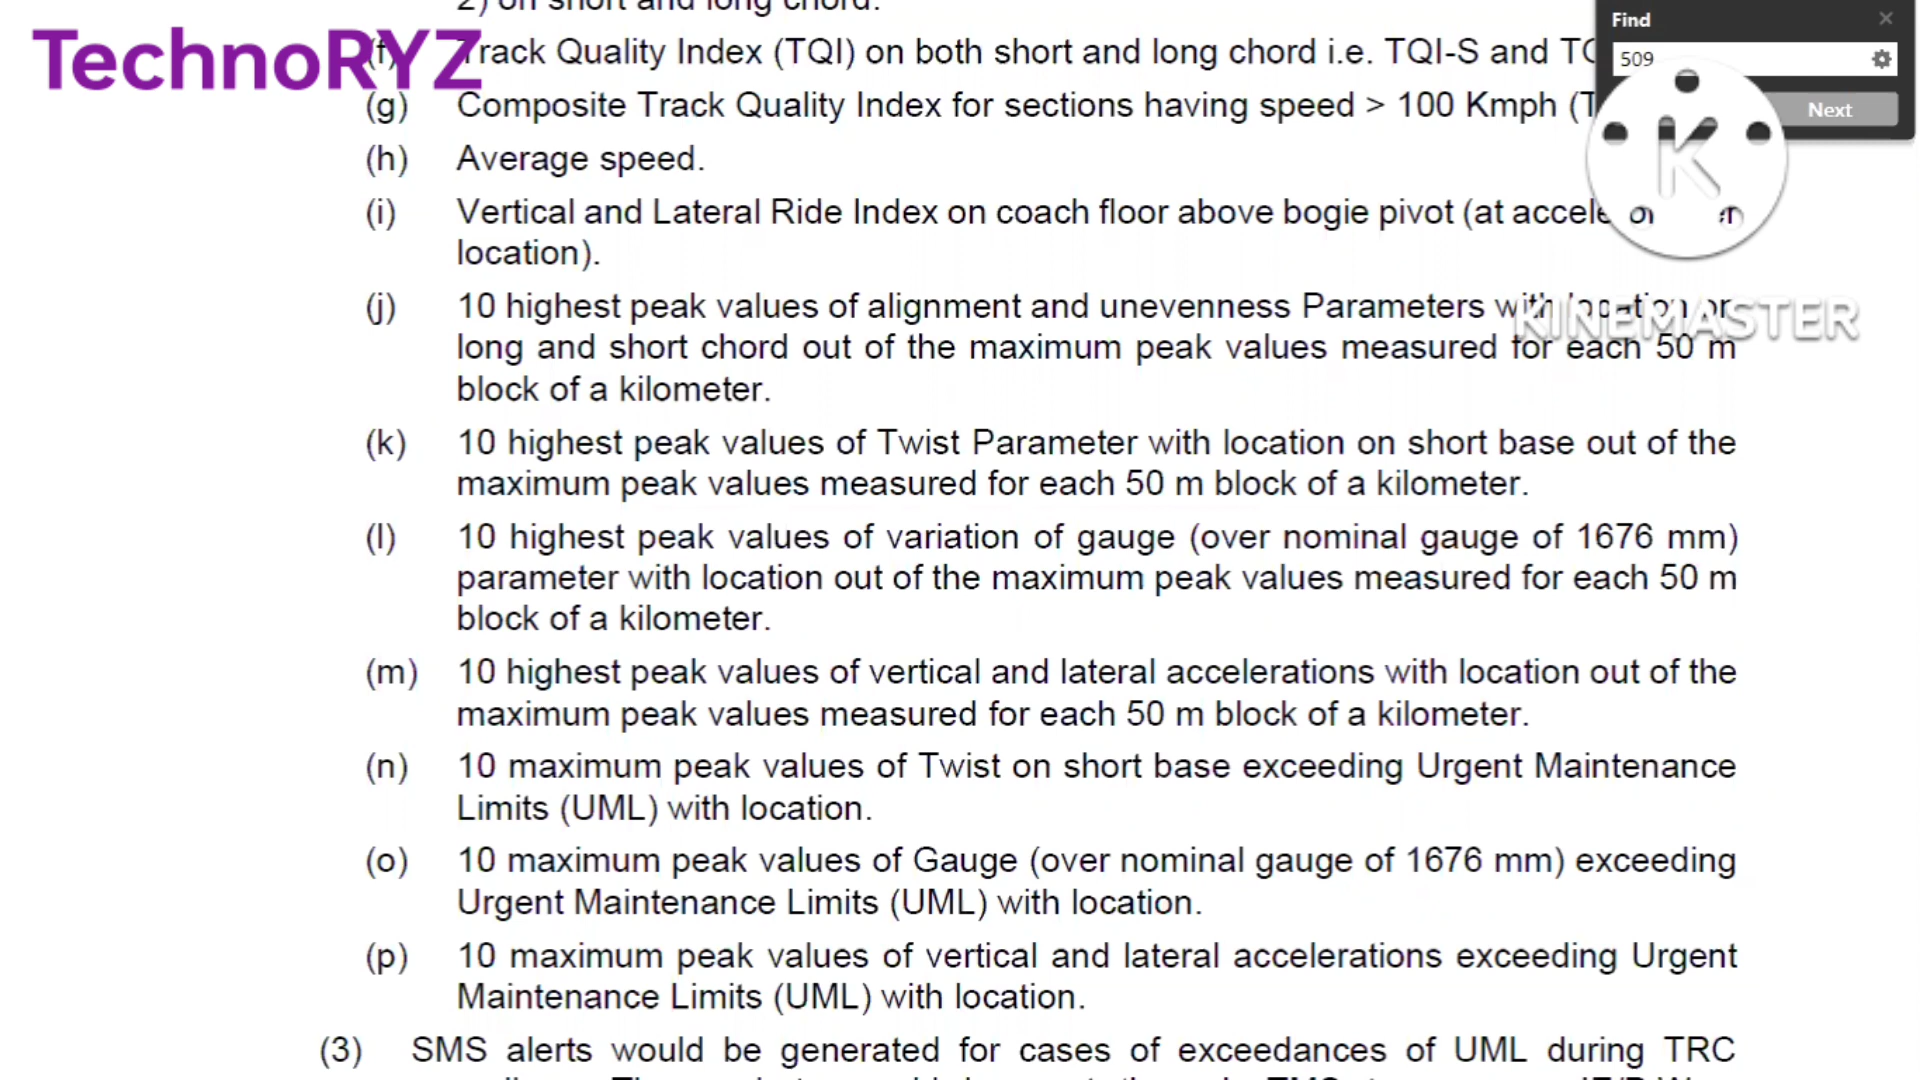 2) on short and long chord.
TechnoRYZ
(f) Track Quality Index (TQI) on both short and long chord i.e. TQI-S and
(g) Composite Track Quality Index for sections having speed > 100 Kmph
(h) Average speed.
(i) Vertical and Lateral Ride Index on coach floor above bogie pivot (at
location).
(j) 10 highest peak values of alignment and unevenness Parameters with location on
long and short chord out of the maximum peak values measured for each 50 m
block of a kilometer.
(k) 10 highest peak values of Twist Parameter with location on short base out of the
maximum peak values measured for each 50 m block of a kilometer.
(l) 10 highest peak values of variation of gauge (over nominal gauge of 1676 mm)
parameter with location out of the maximum peak values measured for each 50 m
block of a kilometer.
(m) 10 highest peak values of vertical and lateral accelerations with location out of the
maximum peak values measured for each 50 m block of a kilometer.
(n) 10 maximum peak values of Twist on short base exceeding Urgent Maintenance
Limits (UML) with location.
(o) 10 maximum peak values of Gauge (over nominal gauge of 1676 mm) exceeding
Urgent Maintenance Limits (UML) with location.
(p) 10 maximum peak values of vertical and lateral accelerations exceeding Urgent
Maintenance Limits (UML) with location.
(3) SMS alerts would be generated for cases of exceedances of UML during TRC
Find
509
Next
K
KINEMASTER